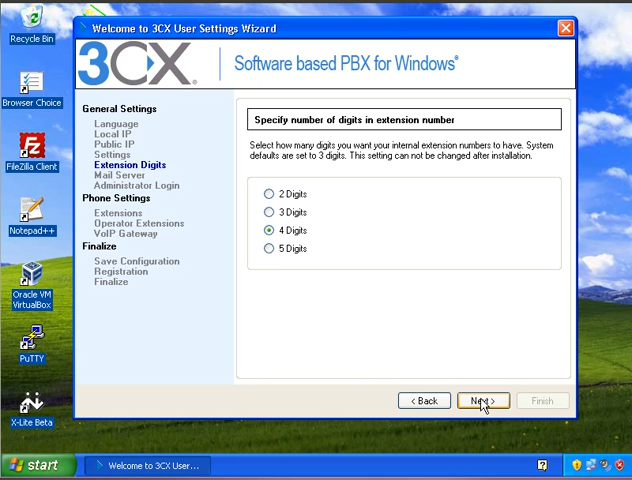 Recycle Bin
Browser Choice
FileZilla Client
Notepad++
Oracle VM
VirtualBox
PuTTY
X-Lite Beta
Welcome to 3CX User Settings Wizard
3CX®
Software based PBX for Windows®
General Settings
Language
Local IP
Public IP
Settings
Extension Digits
Mail Server
Administrator Login
Phone Settings
Extensions
Operator Extensions
VoIP Gateway
Finalize
Save Configuration
Registration
Finalize
Specify number of digits in extension number
Select how many digits you want your internal extension numbers to have. System
defaults are set to 3 digits. This setting can not be changed after installation.
2 Digits
3 Digits
4 Digits
5 Digits
< Back
Next >
Finish
start
Welcome to 3CX User...